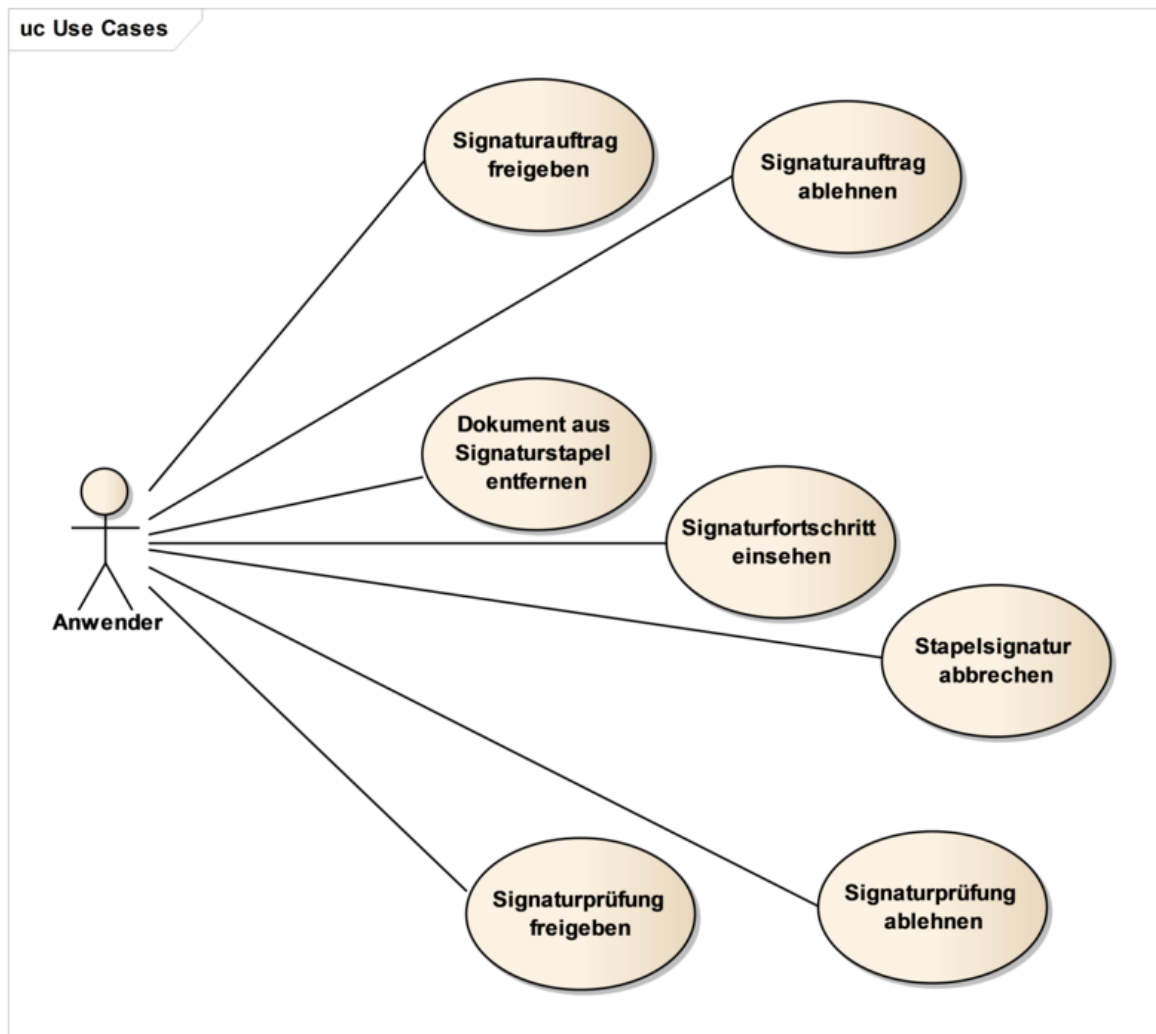 uc Use Cases
Signaturauftrag
freigeben
Signaturauftrag
ablehnen
Dokument aus
Signaturstapel
entfernen
Signaturfortschritt
einsehen
Anwender
Stapelsignatur
abbrechen
Signaturprüfung
freigeben
Signaturprüfung
ablehnen